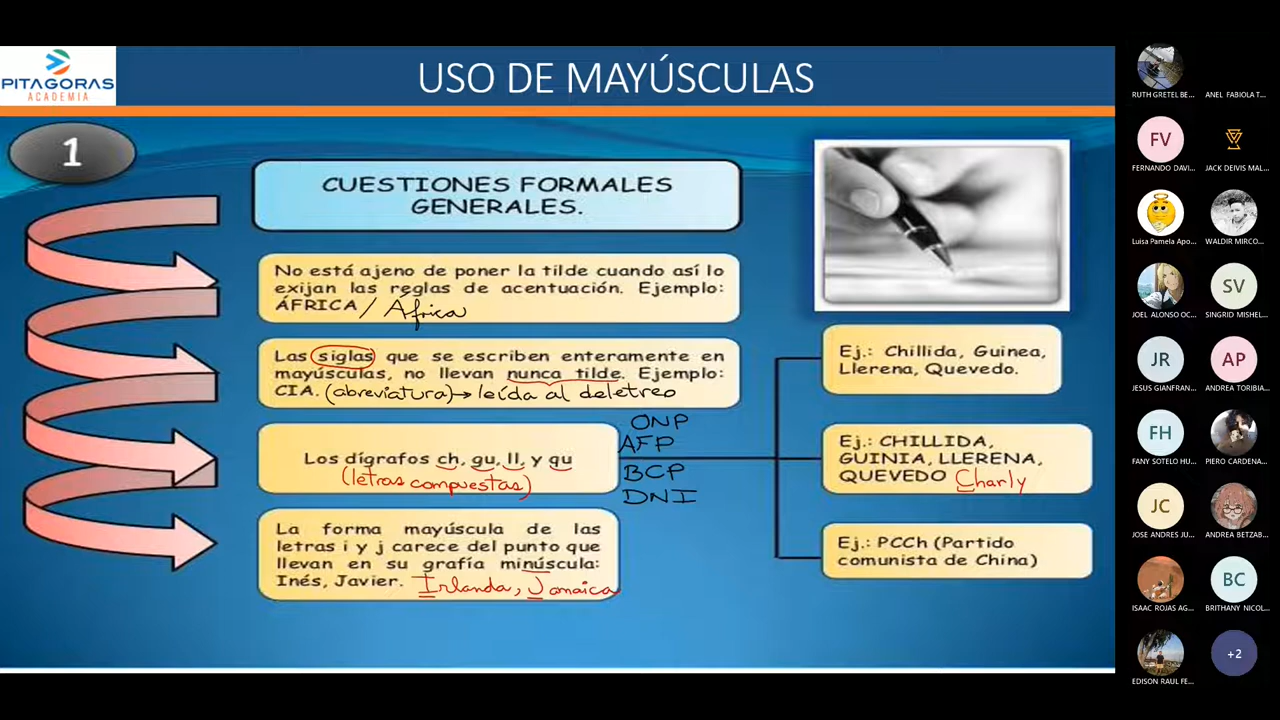 PITAGORAS
ACADEMIA
USO DE MAYÚSCULAS
1
CUESTIONES FORMALES
GENERALES.
No está ajeno de poner la tilde cuando así lo
exijan las reglas de acentuación. Ejemplo:
ÁFRICA / África
Las siglas que se escriben enteramente en
mayúsculas, no llevan nunca tilde. Ejemplo:
CIA. (abreviatura) → leída al deletreo
ONP
AFP
BCP
DNI
Los dígrafos ch, gu, ll, y qu
(letras compuestas)
La forma mayúscula de las
letras i y j carece del punto que
llevan en su grafía minúscula:
Inés, Javier. Irlanda, Jamaica
Ej.: Chillida, Guinea,
Llerena, Quevedo.
Ej.: CHILLIDA,
GUINIA, LLERENA,
QUEVEDO Charly
Ej.: PCCh (Partido
comunista de China)
RUTH GRETEL BE...
ANEL FABIOLA T...
FV
FERNANDO DAVI...
JACK DEIVIS MAL...
Luisa Pamela Apo...
WALDIR MIRCO...
JOEL ALONSO OC...
SV
SINGRID MISHEL...
JR
JESUS GIANFRAN...
AP
ANDREA TORIBIA...
FH
FANY SOTELO HU...
PIERO CARDENA...
JC
JOSE ANDRES JU...
ANDREA BETZAB...
ISAAC ROJAS AG...
BC
BRITHANY NICOL...
EDISON RAUL FE...
+2